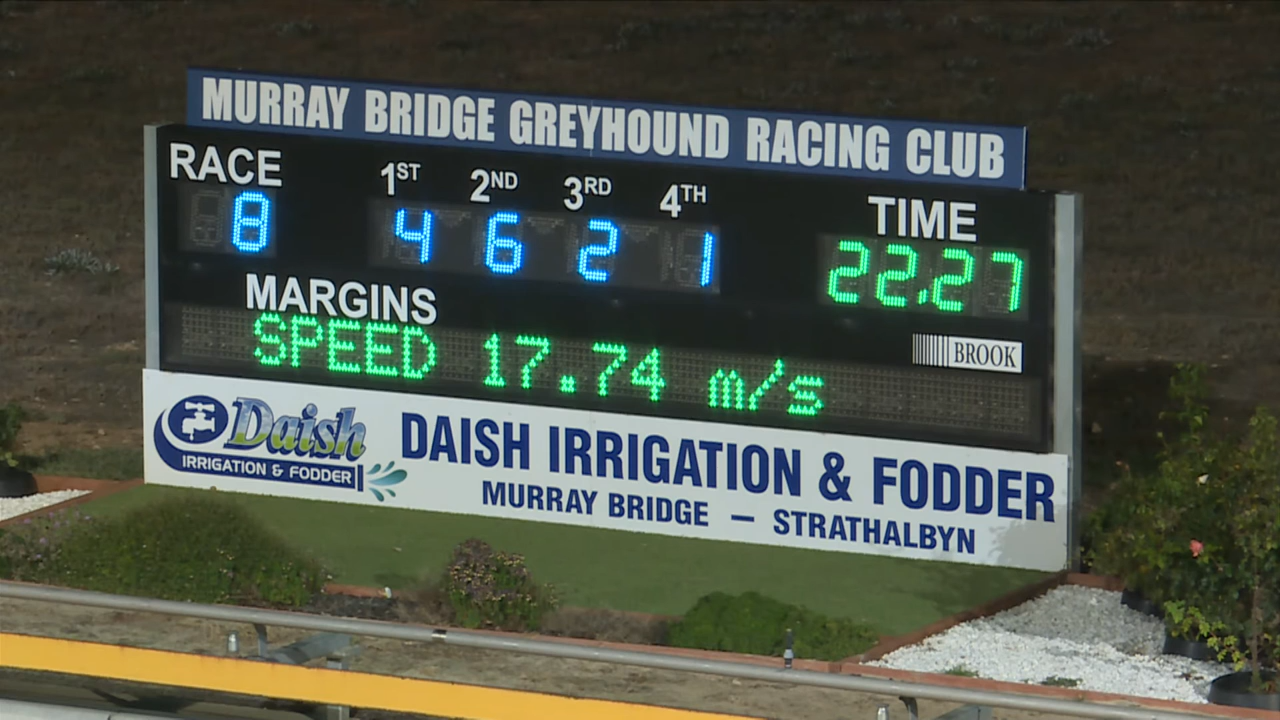 MURRAY BRIDGE GREYHOUND RACING CLUB
RACE 1ST 2ND 3RD 4TH TIME
8 4 6 2 1 22.27
MARGINS
BROOK
SPEED 17.74 m/s
Daish
IRRIGATION & FODDER
DAISH IRRIGATION & FODDER
MURRAY BRIDGE – STRATHALBYN